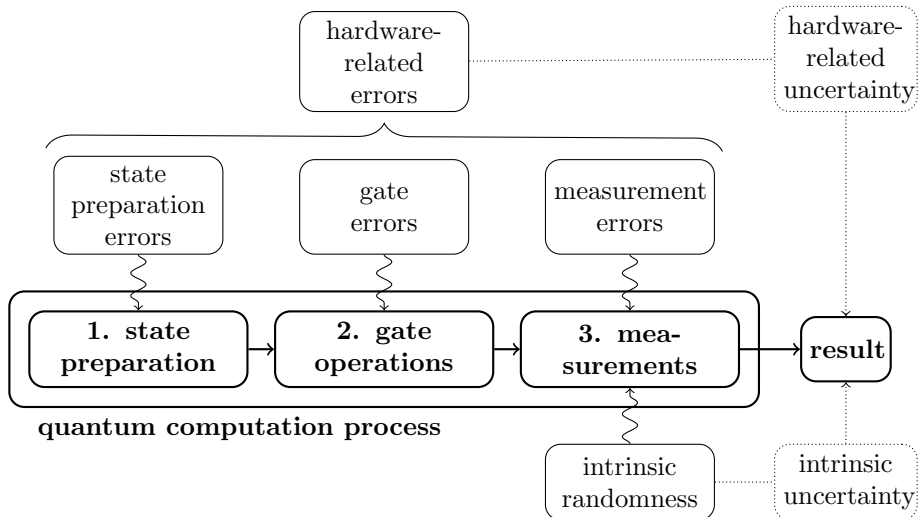 hardware-
related
errors
hardware-
related
uncertainty
state
preparation
errors
gate
errors
measurement
errors
1. state
preparation
2. gate
operations
3. mea-
surements
result
quantum computation process
intrinsic
randomness
intrinsic
uncertainty